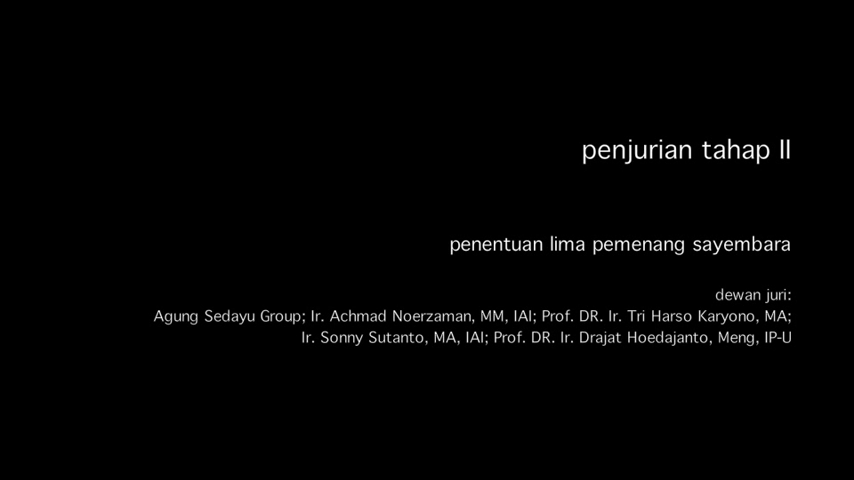 penjurian tahap II
penentuan lima pemenang sayembara
dewan juri:
Agung Sedayu Group; Ir. Achmad Noerzaman, MM, IAI; Prof. DR. Ir. Tri Harso Karyono, MA;
Ir. Sonny Sutanto, MA, IAI; Prof. DR. Ir. Drajat Hoedajanto, Meng, IP-U